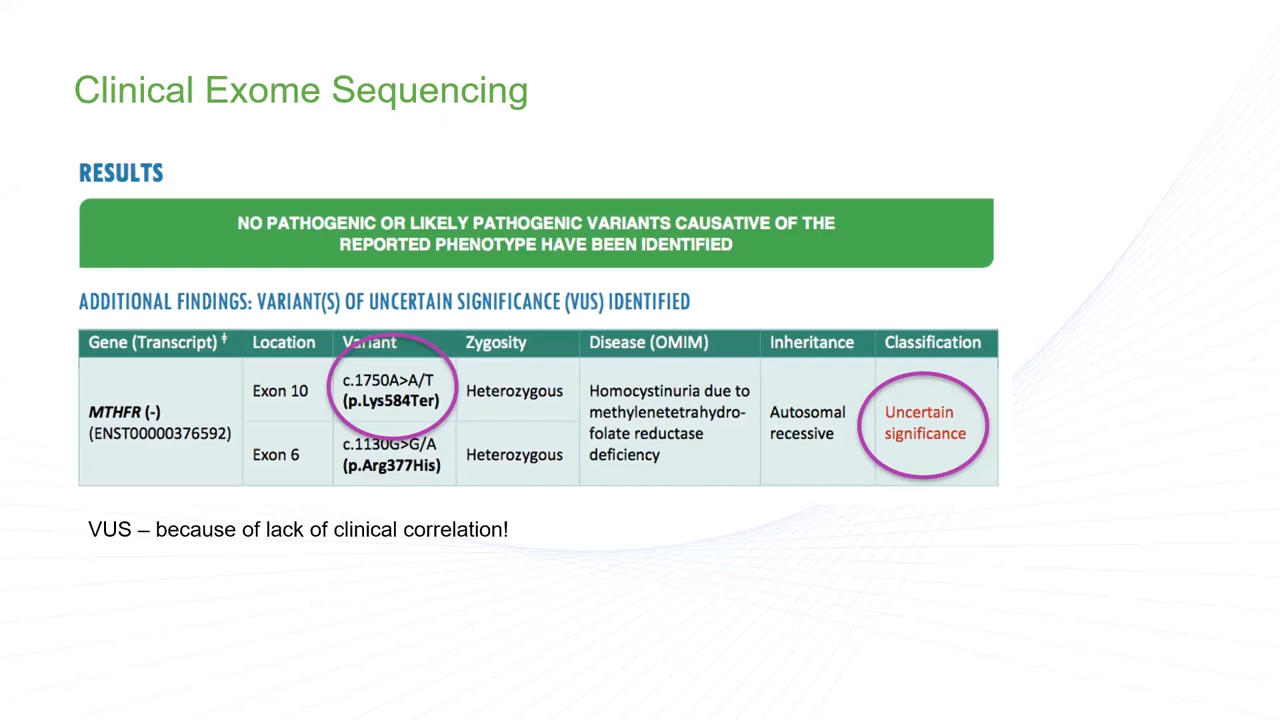 Clinical Exome Sequencing
RESULTS
NO PATHOGENIC OR LIKELY PATHOGENIC VARIANTS CAUSATIVE OF THE
REPORTED PHENOTYPE HAVE BEEN IDENTIFIED
ADDITIONAL FINDINGS: VARIANT(S) OF UNCERTAIN SIGNIFICANCE (VUS) IDENTIFIED
Gene (Transcript) ‡ Location Variant Zygosity Disease (OMIM) Inheritance Classification
MTHFR (-)
(ENST00000376592)
Exon 10
c.1750A>A/T
(p.Lys584Ter)
Heterozygous
Exon 6
c.1130G>G/A
(p.Arg377His)
Heterozygous
Homocystinuria due to
methylenetetrahydro-
folate reductase
deficiency
Autosomal
recessive
Uncertain
significance
VUS – because of lack of clinical correlation!